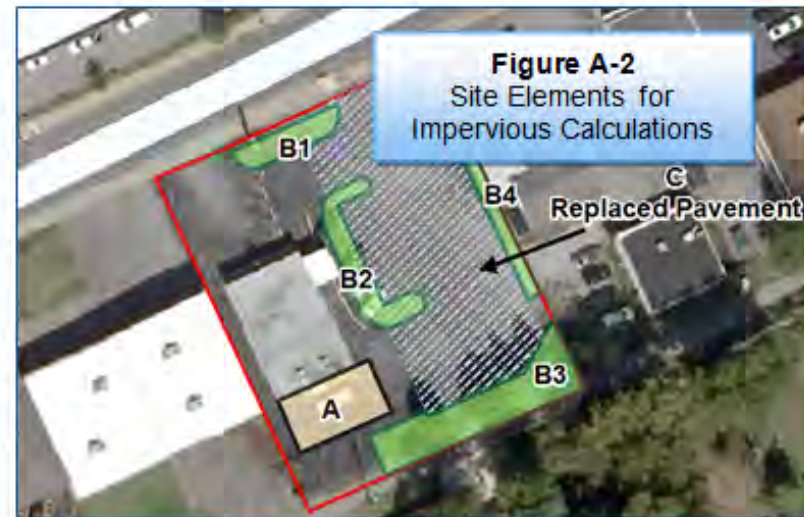 Figure A-2
Site Elements for
Impervious Calculations
B1
B4
C
Replaced Pavement
B2
B3
A